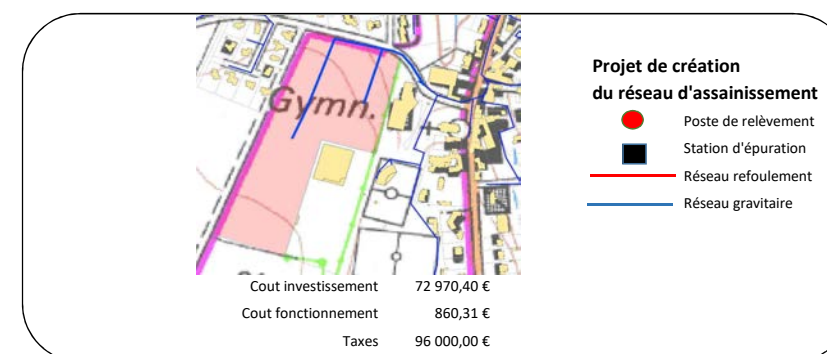 Gymn.
Projet de création
du réseau d'assainissement
Poste de relèvement
Station d'épuration
Réseau refoulement
Réseau gravitaire
Cout investissement 72 970,40 €
Cout fonctionnement 860,31 €
Taxes 96 000,00 €